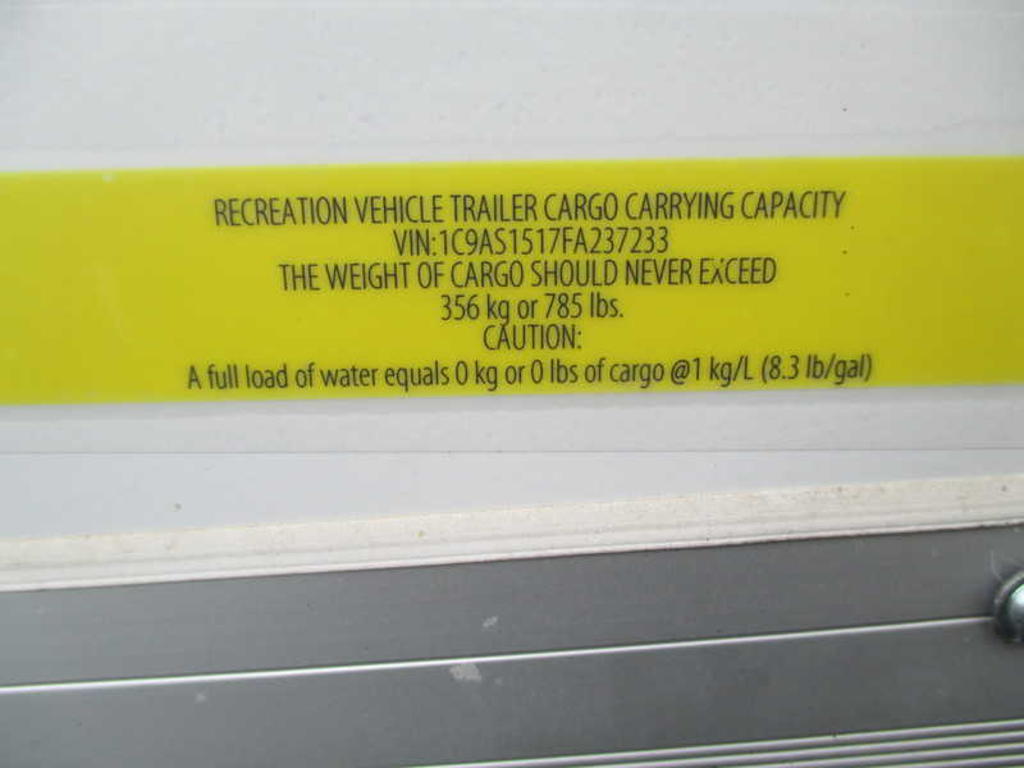 RECREATION VEHICLE TRAILER CARGO CARRYING CAPACITY
VIN:1C9AS1517FA237233
THE WEIGHT OF CARGO SHOULD NEVER EXCEED
356 kg or 785 lbs.
CAUTION:
A full load of water equals 0 kg or 0 lbs of cargo @1 kg/L (8.3 lb/gal)